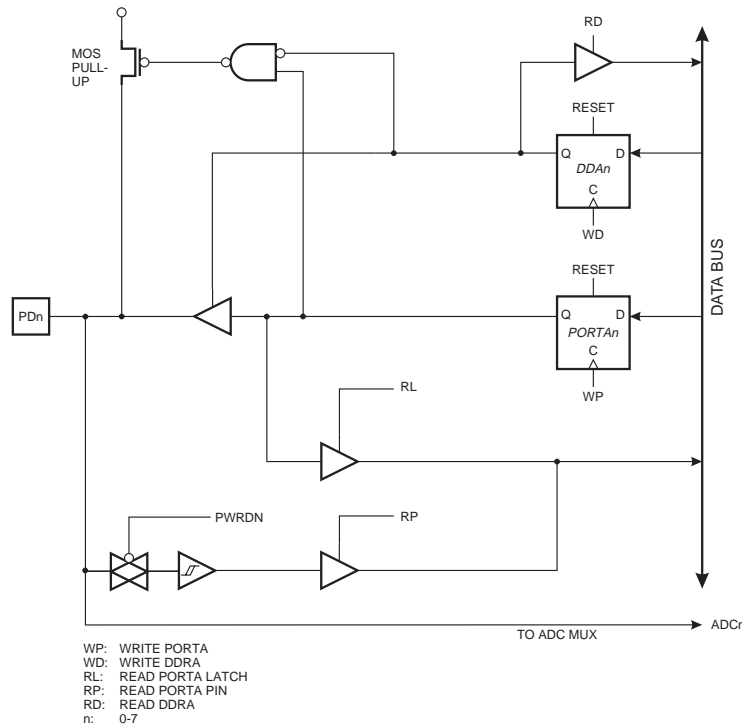 RD
MOS
PULL-
UP
RESET
Q D
DDAn
C
WD
DATA BUS
RESET
PDn
Q D
PORTAn
C
WP
RL
PWRDN
RP
TO ADC MUX
ADCr
WP: WRITE PORTA
WD: WRITE DDRA
RL: READ PORTA LATCH
RP: READ PORTA PIN
RD: READ DDRA
n: 0-7